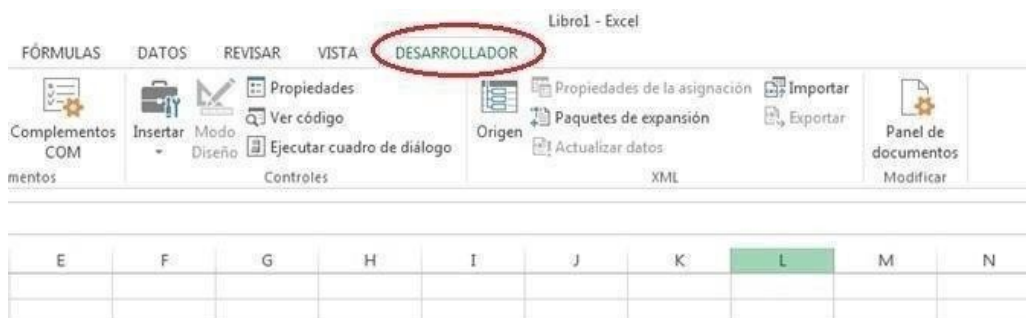 Libro1 - Excel
FÓRMULAS DATOS REVISAR VISTA DESARROLLADOR
Complementos COM
Insertar
Modo Diseño
Propiedades
Ver código
Ejecutar cuadro de diálogo
Origen
Propiedades de la asignación
Paquetes de expansión
Actualizar datos
Importar
Exportar
Panel de documentos
mentos Controles XML Modificar
E F G H I J K L M N